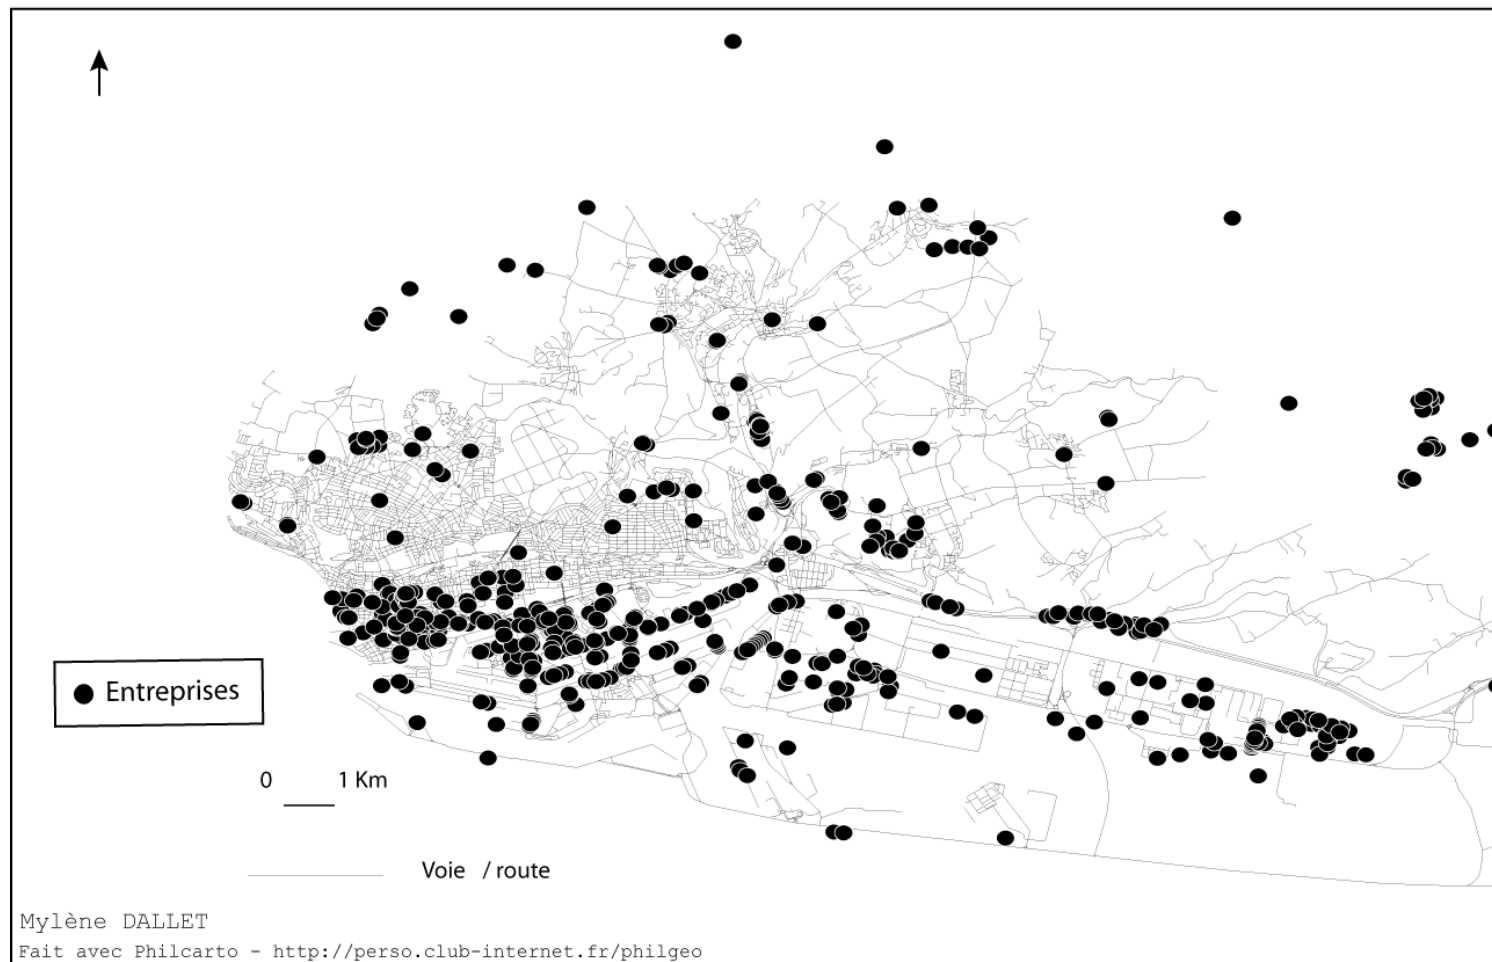 Entreprises
0 1 Km
Voie / route
Mylène DALLET
Fait avec Philcarto - http://perso.club-internet.fr/philgeo